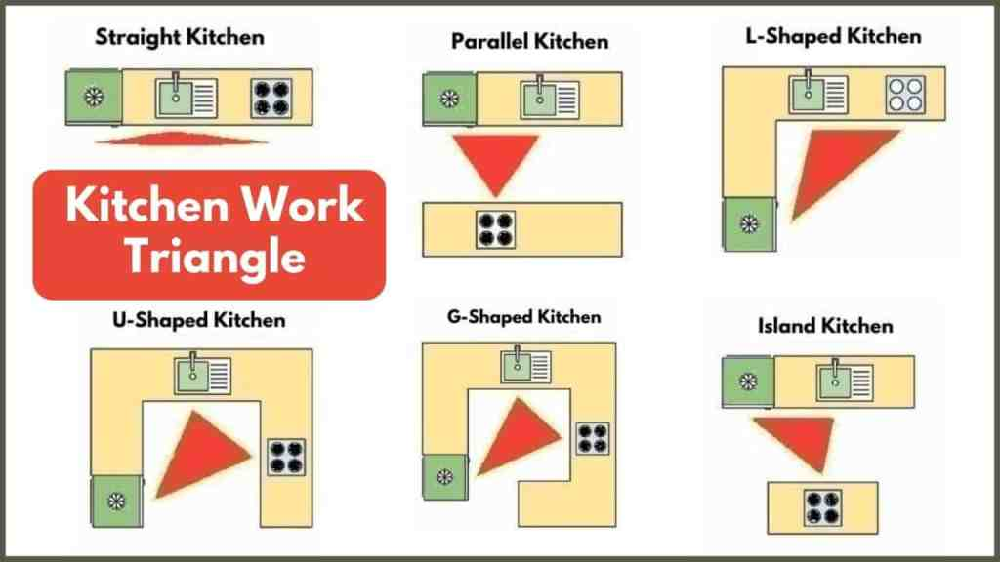 Straight Kitchen
Parallel Kitchen
L-Shaped Kitchen
Kitchen Work
Triangle
U-Shaped Kitchen
G-Shaped Kitchen
Island Kitchen